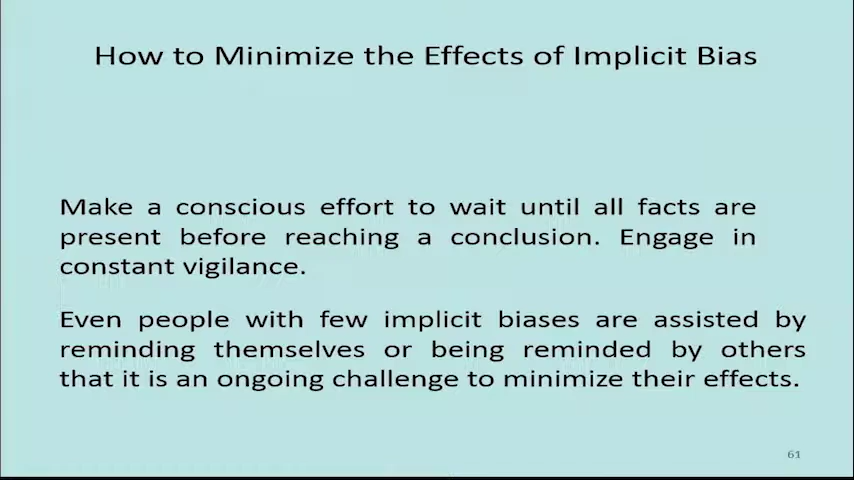 How to Minimize the Effects of Implicit Bias
Make a conscious effort to wait until all facts are
present before reaching a conclusion. Engage in
constant vigilance.
Even people with few implicit biases are assisted by
reminding themselves or being reminded by others
that it is an ongoing challenge to minimize their effects.
61